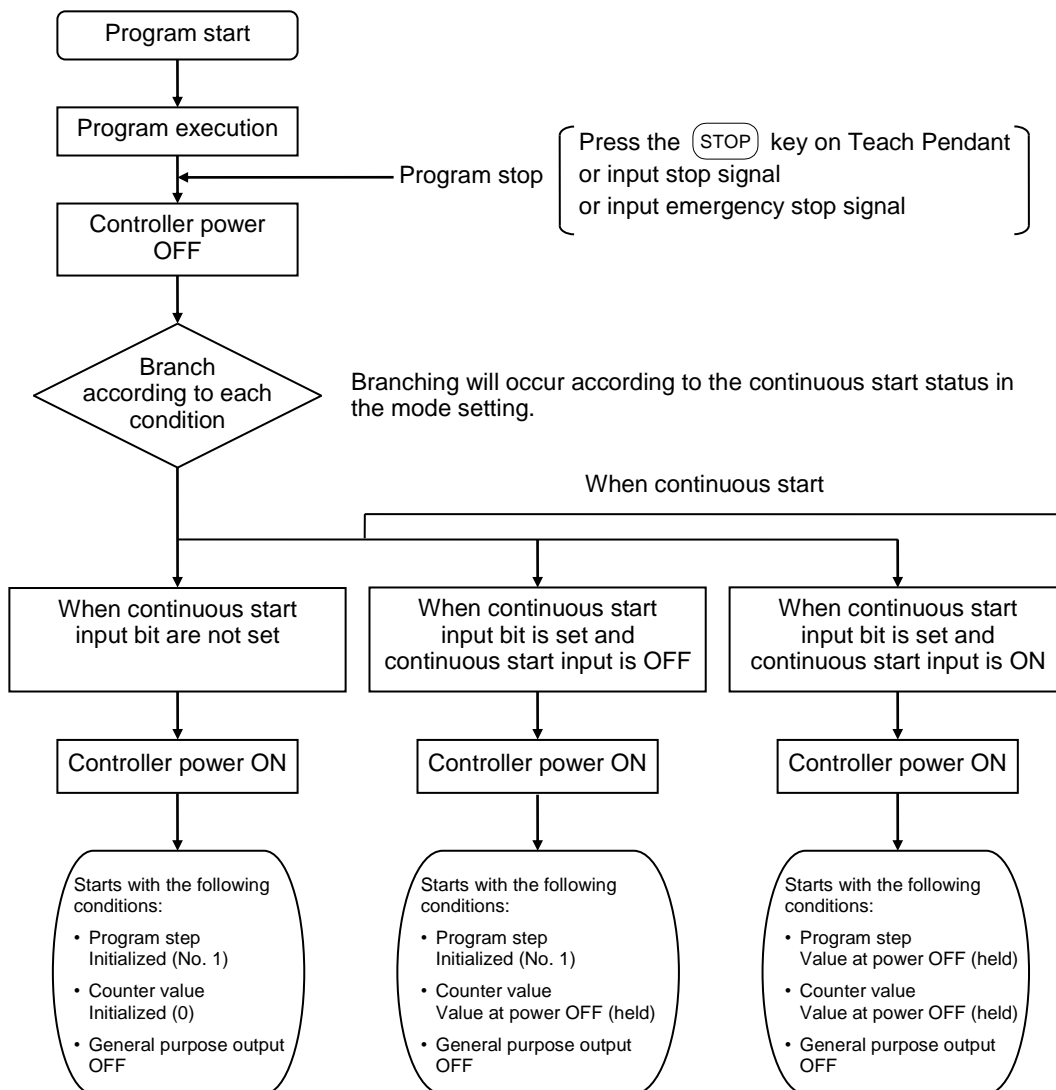 Program start
Program execution
Program stop
Press the STOP key on Teach Pendant
or input stop signal
or input emergency stop signal
Controller power
OFF
Branch
according to each
condition
Branching will occur according to the continuous start status in
the mode setting.
When continuous start
When continuous start
input bit are not set
When continuous start
input bit is set and
continuous start input is OFF
When continuous start
input bit is set and
continuous start input is ON
Controller power ON
Controller power ON
Controller power ON
Starts with the following
conditions:
• Program step
Initialized (No. 1)
• Counter value
Initialized (0)
• General purpose output
OFF
Starts with the following
conditions:
• Program step
Initialized (No. 1)
• Counter value
Value at power OFF (held)
• General purpose output
OFF
Starts with the following
conditions:
• Program step
Value at power OFF (held)
• Counter value
Value at power OFF (held)
• General purpose output
OFF